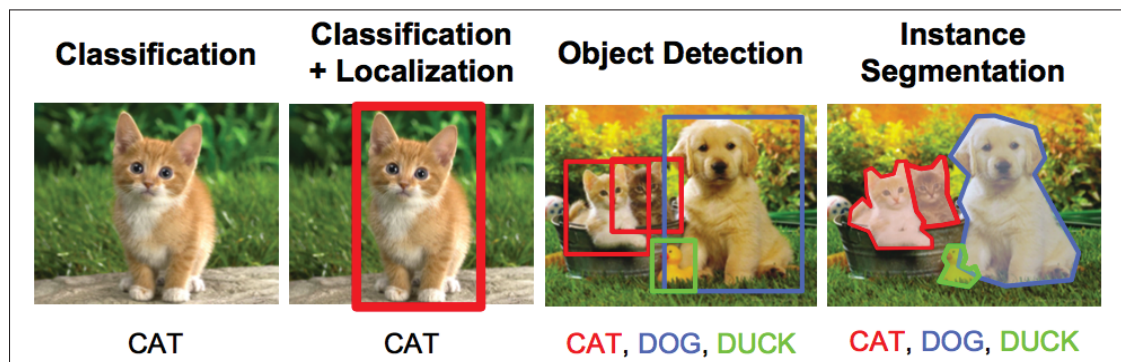 Classification
Classification
+ Localization
Object Detection
Instance
Segmentation
CAT
CAT
CAT, DOG, DUCK
CAT, DOG, DUCK